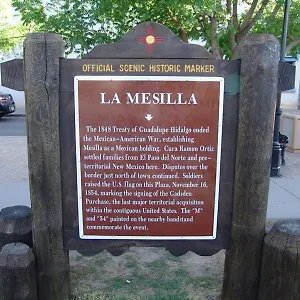 OFFICIAL SCENIC HISTORIC MARKER
LA MESILLA
The 1848 Treaty of Guadalupe Hidalgo ended
the Mexican-American War, establishing
Mesilla as a Mexican holding. Cura Ramon Ortiz
settled families from El Paso del Norte and pre-
territorial New Mexico here. Disputes over the
border just north of town continued. Soldiers
raised the U.S. flag on this Plaza, November 16,
1854, marking the signing of the Gadsden
Purchase, the last major territorial acquisition
within the contiguous United States. The "M"
and "54" painted on the nearby bandstand
commemorate the event.